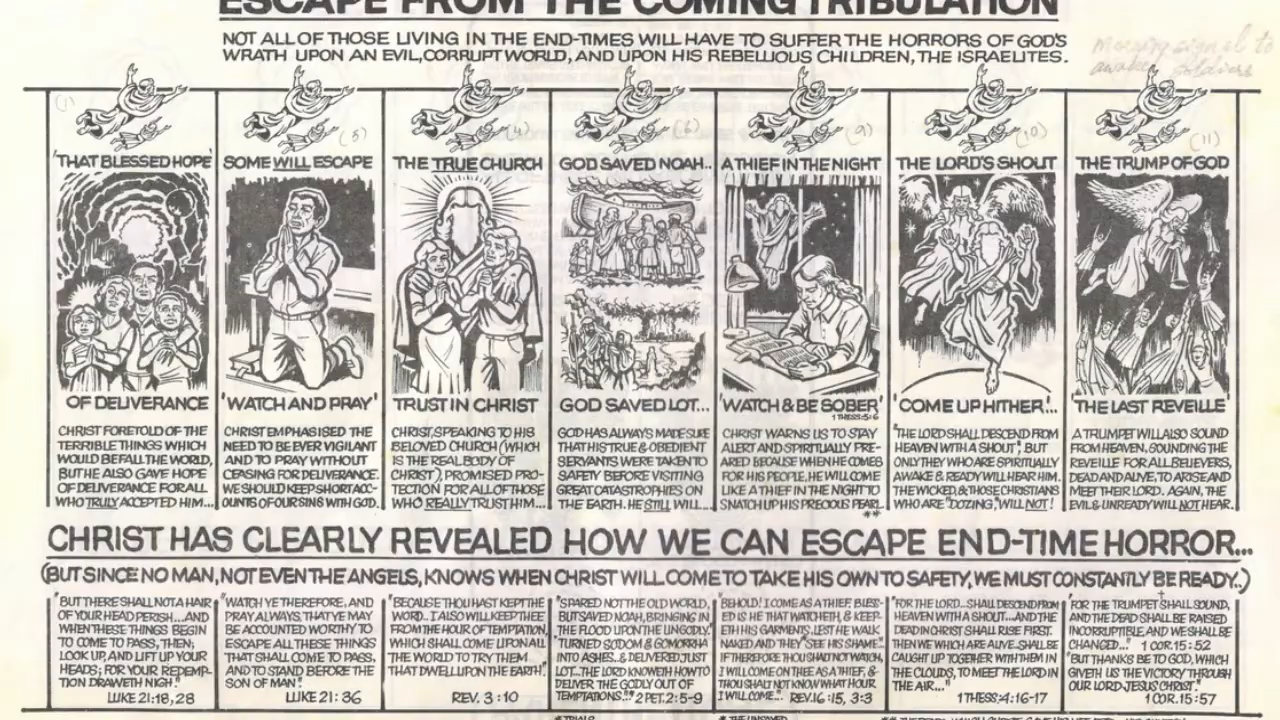 ESCAPE FROM THE COMING TRIBULATION
NOT ALL OF THOSE LIVING IN THE END-TIMES WILL HAVE TO SUFFER THE HORRORS OF GOD'S
WRATH UPON AN EVIL, CORRUPT WORLD, AND UPON HIS REBELLIOUS CHILDREN, THE ISRAELITES.
Morning signal to
awaken soldiers
(1)
'THAT BLESSED HOPE'
OF DELIVERANCE
CHRIST FORETOLD OF THE
TERRIBLE THINGS WHICH
WOULD BEFALL THE WORLD,
BUT HE ALSO GAVE HOPE
OF DELIVERANCE FOR ALL
WHO TRULY ACCEPTED HIM...
SOME WILL ESCAPE
'WATCH AND PRAY'
CHRIST EMPHASISED THE
NEED TO BE EVER VIGILANT
AND TO PRAY WITHOUT
CEASING FOR DELIVERANCE.
WE SHOULD KEEP SHORT ACC-
OUNTS OF OUR SINS WITH GOD.
(4)
THE TRUE CHURCH
TRUST IN CHRIST
CHRIST, SPEAKING TO HIS
BELOVED CHURCH (WHICH
IS THE REAL BODY OF
CHRIST), PROMISED PRO-
TECTION FOR ALL OF THOSE
WHO REALLY TRUST HIM...
(6)
GOD SAVED NOAH..
GOD SAVED LOT...
GOD HAS ALWAYS MADE SURE
THAT HIS TRUE & OBEDIENT
SERVANTS WERE TAKEN TO
SAFETY BEFORE VISITING
GREAT CATASTROPHIES ON
THE EARTH. HE STILL WILL...
(9)
A THIEF IN THE NIGHT
'WATCH & BE SOBER'
1 THESS:5:6
CHRIST WARNS US TO STAY
ALERT AND SPIRITUALLY PRE-
ARED BECAUSE WHEN HE COMES
FOR HIS PEOPLE, HE WILL COME
LIKE A THIEF IN THE NIGHT TO
SNATCH UP HIS PRECIOUS PEARL
**
(10)
THE LORD'S SHOUT
'COME UP HITHER'...
"THE LORD SHALL DESCEND FROM
HEAVEN WITH A SHOUT", BUT
ONLY THEY WHO ARE SPIRITUALLY
AWAKE & READY WILL HEAR HIM.
THE WICKED, & THOSE CHRISTIANS
WHO ARE "DOZING," WILL NOT!
(11)
THE TRUMP OF GOD
'THE LAST REVEILLE'
A TRUMPET WILL ALSO SOUND
FROM HEAVEN, SOUNDING THE
REVEILLE FOR ALL BELIEVERS,
DEAD AND ALIVE, TO ARISE AND
MEET THEIR LORD. AGAIN, THE
EVIL & UNREADY WILL NOT HEAR.
CHRIST HAS CLEARLY REVEALED HOW WE CAN ESCAPE END-TIME HORROR...
(BUT SINCE NO MAN, NOT EVEN THE ANGELS, KNOWS WHEN CHRIST WILL COME TO TAKE HIS OWN TO SAFETY, WE MUST CONSTANTLY BE READY.)
"BUT THERE SHALL NOT A HAIR
OF YOUR HEAD PERISH...AND
WHEN THESE THINGS BEGIN
TO COME TO PASS, THEN;
LOOK UP, AND LIFT UP YOUR
HEADS; FOR YOUR REDEMP-
TION DRAWETH NIGH."
LUKE 21:18,28
"WATCH YE THEREFORE, AND
PRAY ALWAYS, THAT YE MAY
BE ACCOUNTED WORTHY TO
ESCAPE ALL THESE THINGS
THAT SHALL COME TO PASS,
AND TO STAND BEFORE THE
SON OF MAN."
LUKE 21:36
"BECAUSE THOU HAST KEPT THE
WORD.. I ALSO WILL KEEP THEE
FROM THE HOUR OF TEMPTATION,
WHICH SHALL COME UPON ALL
THE WORLD TO TRY THEM
THAT DWELL UPON THE EARTH."
REV. 3:10
"SPARED NOT THE OLD WORLD,
BUT SAVED NOAH, BRINGING IN
THE FLOOD UPON THE UNGODLY."
"TURNED SODOM & GOMORRHA
INTO ASHES...& DELIVERED JUST
LOT...THE LORD KNOWETH HOW TO
DELIVER THE GODLY OUT OF
TEMPTATIONS."* 2 PET.2:5-9
"BEHOLD! I COME AS A THIEF. BLESS-
ED IS HE THAT WATCHETH, & KEEP-
ETH HIS GARMENTS, LEST HE WALK
NAKED AND THEY* SEE HIS SHAME."
IF THEREFORE THOU SHALT NOT WATCH,
I WILL COME ON THEE AS A THIEF, &
THOU SHALT NOT KNOW WHAT HOUR
I WILL COME.". REV.16:15, 3:3
"FOR THE LORD...SHALL DESCEND FROM
HEAVEN WITH A SHOUT...AND THE
DEAD IN CHRIST SHALL RISE FIRST.
THEN WE WHICH ARE ALIVE..SHALL BE
CAUGHT UP TOGETHER WITH THEM IN
THE CLOUDS, TO MEET THE LORD IN
THE AIR..."
1 THESS:4:16-17
"FOR THE TRUMPET SHALL SOUND,
AND THE DEAD SHALL BE RAISED
INCORRUPTIBLE, AND WE SHALL BE
CHANGED..." 1 COR.15:52
"BUT THANKS BE TO GOD, WHICH
GIVETH US THE VICTORY THROUGH
OUR LORD JESUS CHRIST."
1 COR.15:57
* TRIALS
* THE UNSAVED